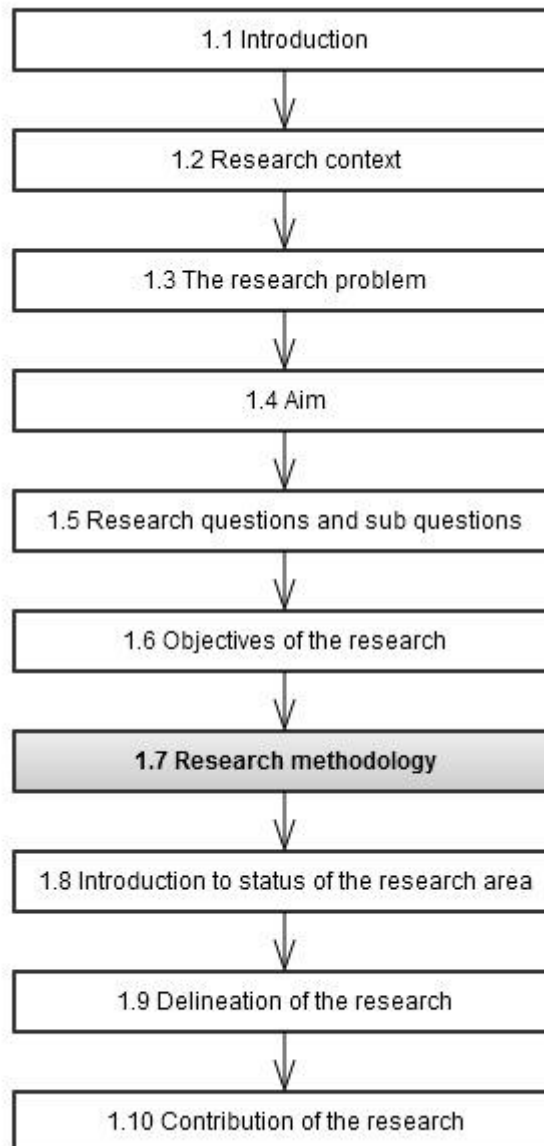 1.1 Introduction
1.2 Research context
1.3 The research problem
1.4 Aim
1.5 Research questions and sub questions
1.6 Objectives of the research
1.7 Research methodology
1.8 Introduction to status of the research area
1.9 Delineation of the research
1.10 Contribution of the research